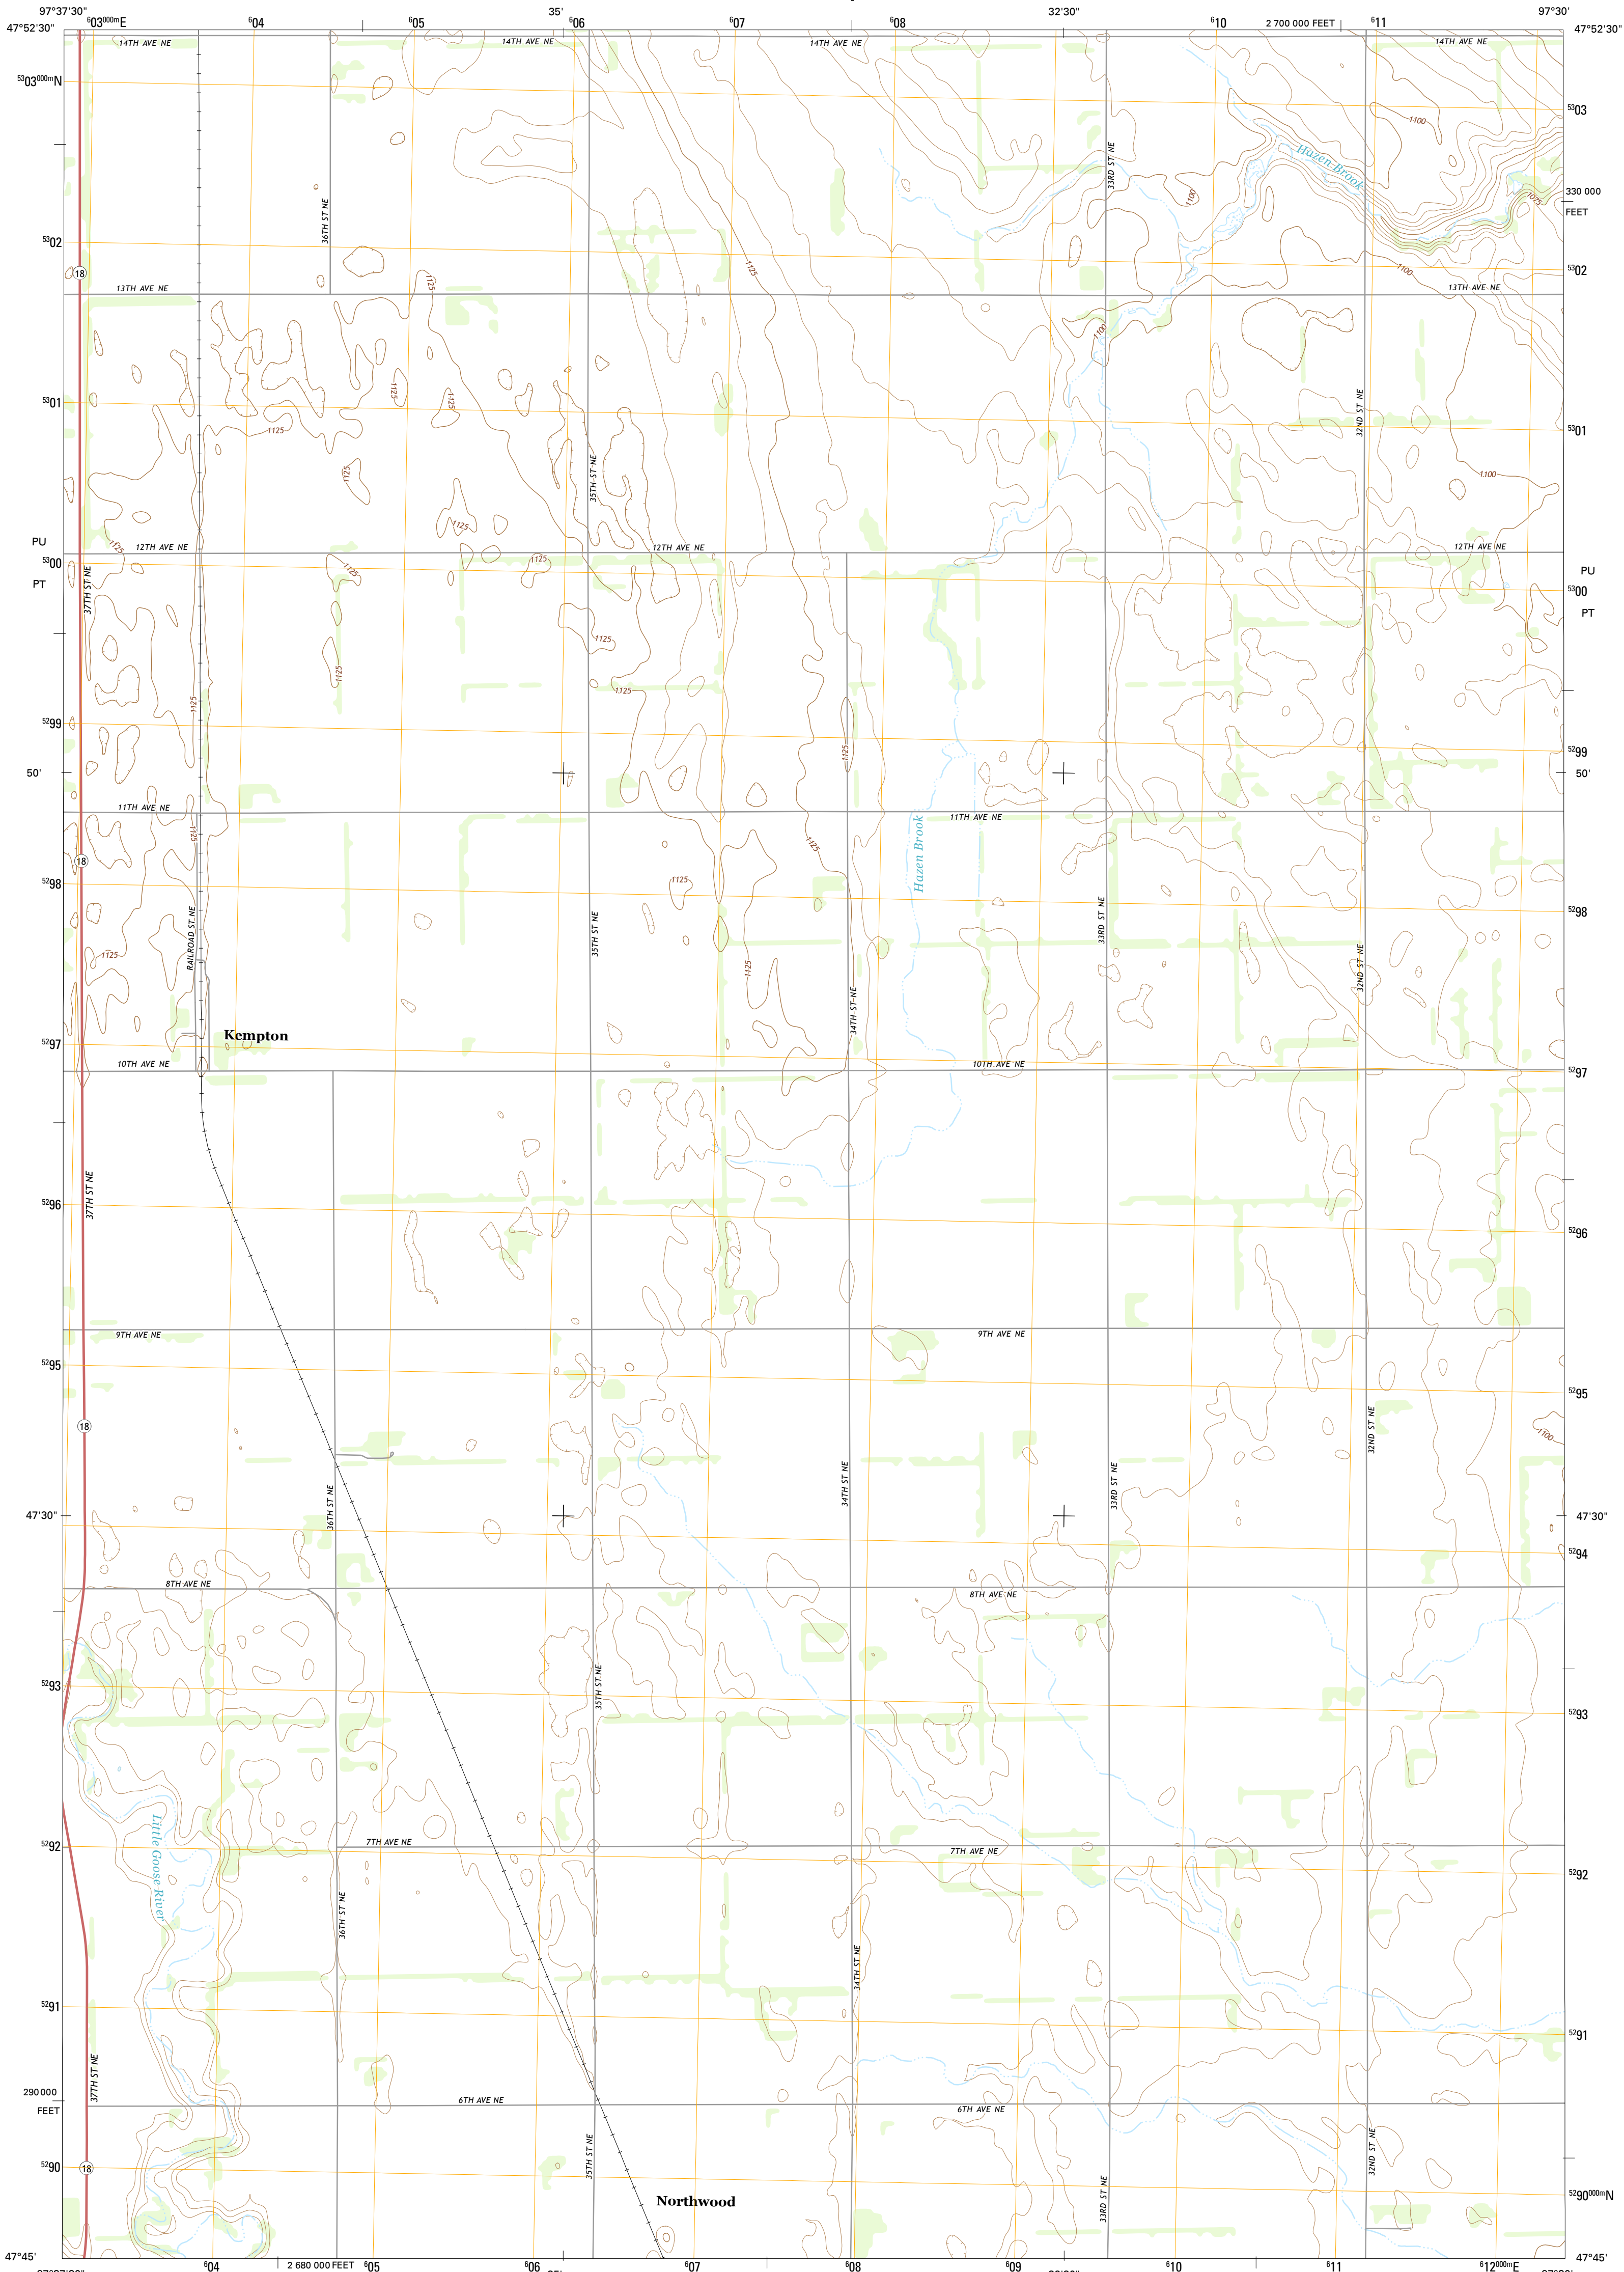 97°37'30"
603000mE
604
605
35'
606
607
608
32'30"
610
2 700 000 FEET
611
97°30'
47°52'30"
47°52'30"
14TH AVE NE
14TH AVE NE
14TH AVE NE
14TH AVE NE
5303000mN
5303
1100
Hazen Brook
33RD ST NE
330 000
FEET
1075
1100
36TH ST NE
5302
5302
1125
1100
18
1125
13TH AVE NE
13TH AVE NE
1100
1125
1125
5301
5301
32ND ST NE
1125
1125
35TH ST NE
1100
1125
PU
PT
1125
12TH AVE NE
12TH AVE NE
12TH AVE NE
5300
1125
1125
37TH ST NE
PU
5300
PT
1125
1125
1125
1125
5299
1125
5299
50'
50'
11TH AVE NE
11TH AVE NE
1125
1125
Hazen Brook
18
5298
1125
5298
RAILROAD ST NE
35TH ST NE
33RD ST NE
1125
1125
32ND ST NE
34TH ST NE
Kempton
5297
10TH AVE NE
10TH AVE NE
5297
37TH ST NE
5296
5296
9TH AVE NE
9TH AVE NE
5295
5295
18
32ND ST NE
1100
34TH ST NE
33RD ST NE
36TH ST NE
47'30"
47'30"
5294
8TH AVE NE
8TH AVE NE
5293
35TH ST NE
5293
Little Goose River
5292
7TH AVE NE
7TH AVE NE
5292
36TH ST NE
34TH ST NE
5291
5291
37TH ST NE
290 000
FEET
6TH AVE NE
6TH AVE NE
35TH ST NE
32ND ST NE
18
5290
33RD ST NE
Northwood
5290000mN
47°45'
47°45'
604
2 680 000 FEET
605
606
607
608
609
610
611
612000mE